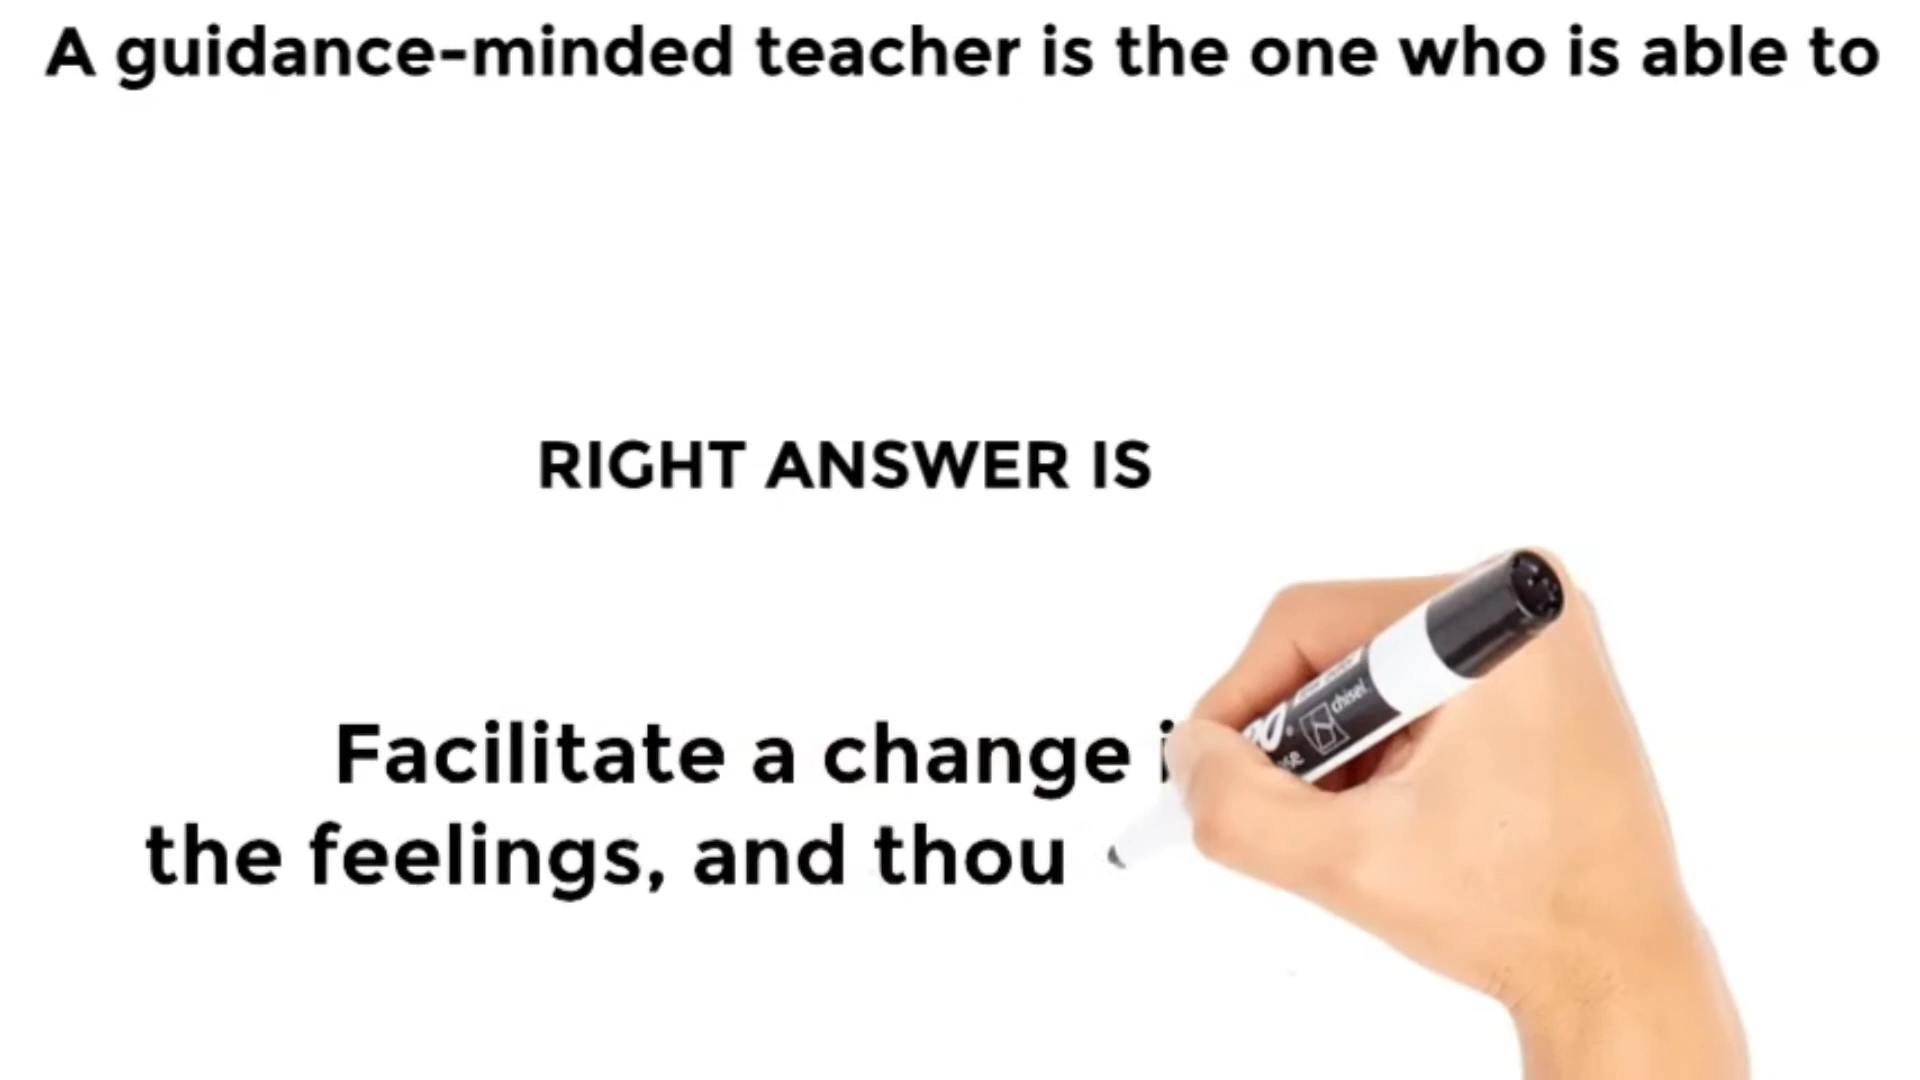 A guidance-minded teacher is the one who is able to
RIGHT ANSWER IS
chisel
Facilitate a change i
the feelings, and thou